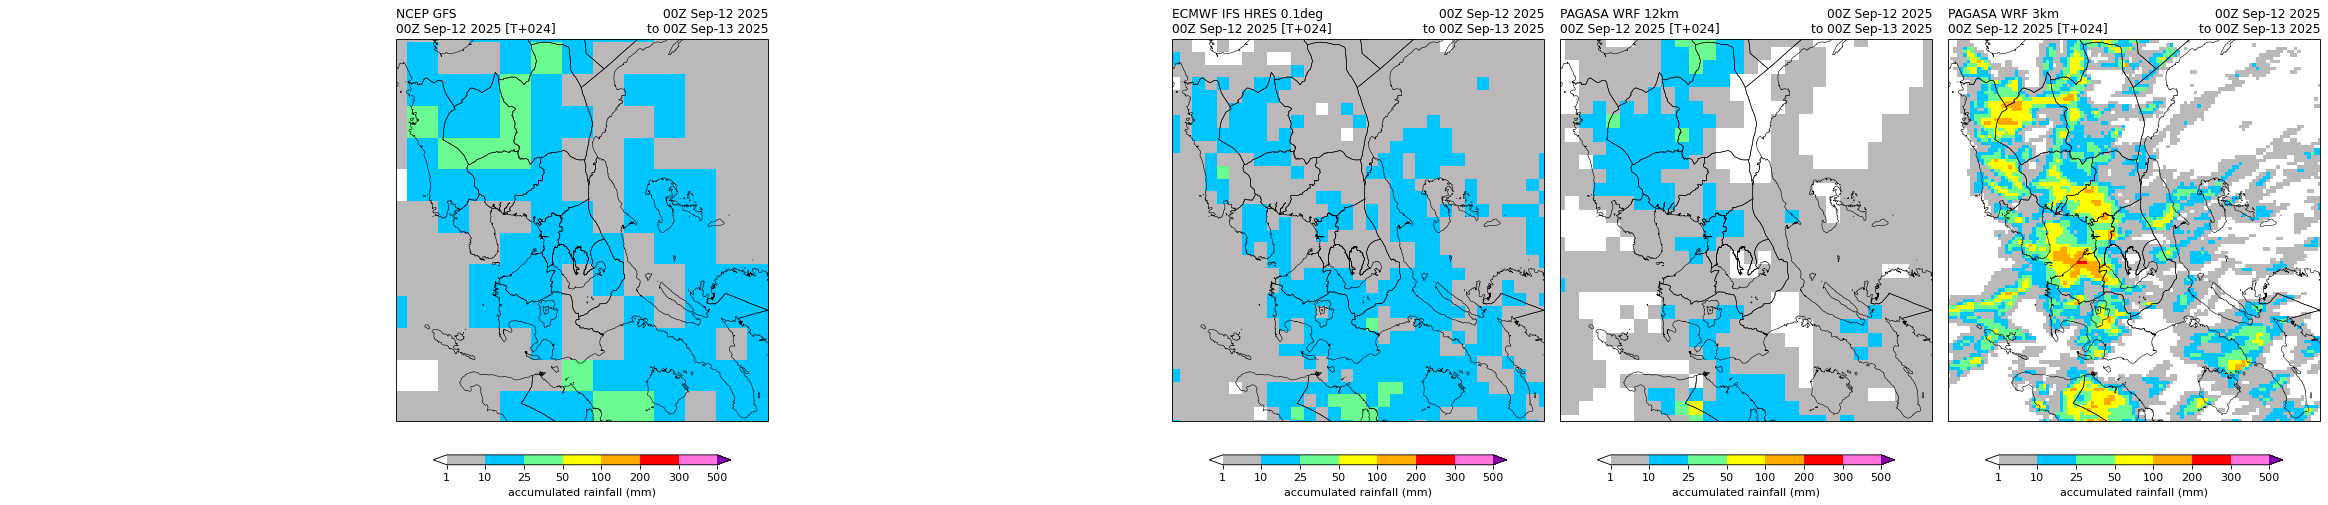 NCEP GFS 00Z Sep-12 2025
00Z Sep-12 2025 [T+024] to 00Z Sep-13 2025
1 10 25 50 100 200 300 500
accumulated rainfall (mm)
ECMWF IFS HRES 0.1deg 00Z Sep-12 2025
00Z Sep-12 2025 [T+024] to 00Z Sep-13 2025
1 10 25 50 100 200 300 500
accumulated rainfall (mm)
PAGASA WRF 12km 00Z Sep-12 2025
00Z Sep-12 2025 [T+024] to 00Z Sep-13 2025
1 10 25 50 100 200 300 500
accumulated rainfall (mm)
PAGASA WRF 3km 00Z Sep-12 2025
00Z Sep-12 2025 [T+024] to 00Z Sep-13 2025
1 10 25 50 100 200 300 500
accumulated rainfall (mm)